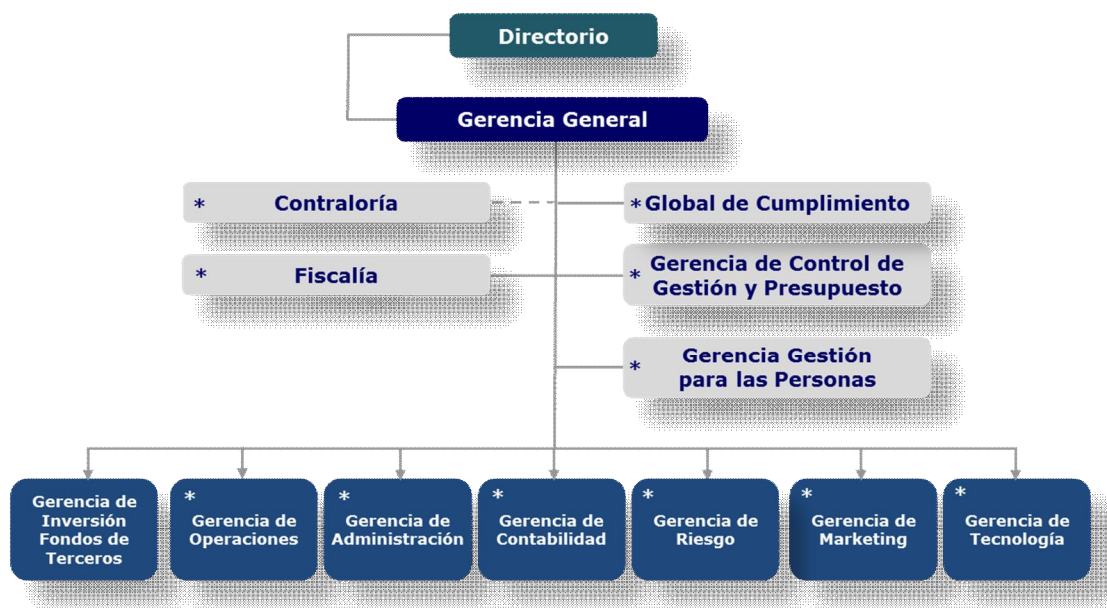 Directorio
Gerencia General
* Contraloría
* Global de Cumplimiento
* Fiscalía
* Gerencia de Control de
Gestión y Presupuesto
* Gerencia Gestión
para las Personas
Gerencia de
Inversión
Fondos de
Terceros
*
Gerencia de
Operaciones
*
Gerencia de
Administración
*
Gerencia de
Contabilidad
*
Gerencia de
Riesgo
*
Gerencia de
Marketing
*
Gerencia de
Tecnología